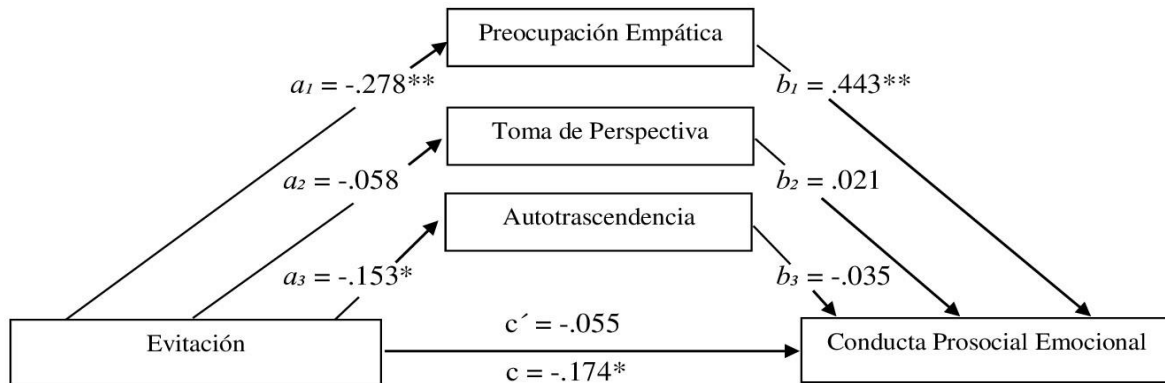 Preocupación Empática
a₁ = -.278**
b₁ = .443**
Toma de Perspectiva
a₂ = -.058
b₂ = .021
Autotrascendencia
a₃ = -.153*
b₃ = -.035
Evitación
c´ = -.055
c = -.174*
Conducta Prosocial Emocional